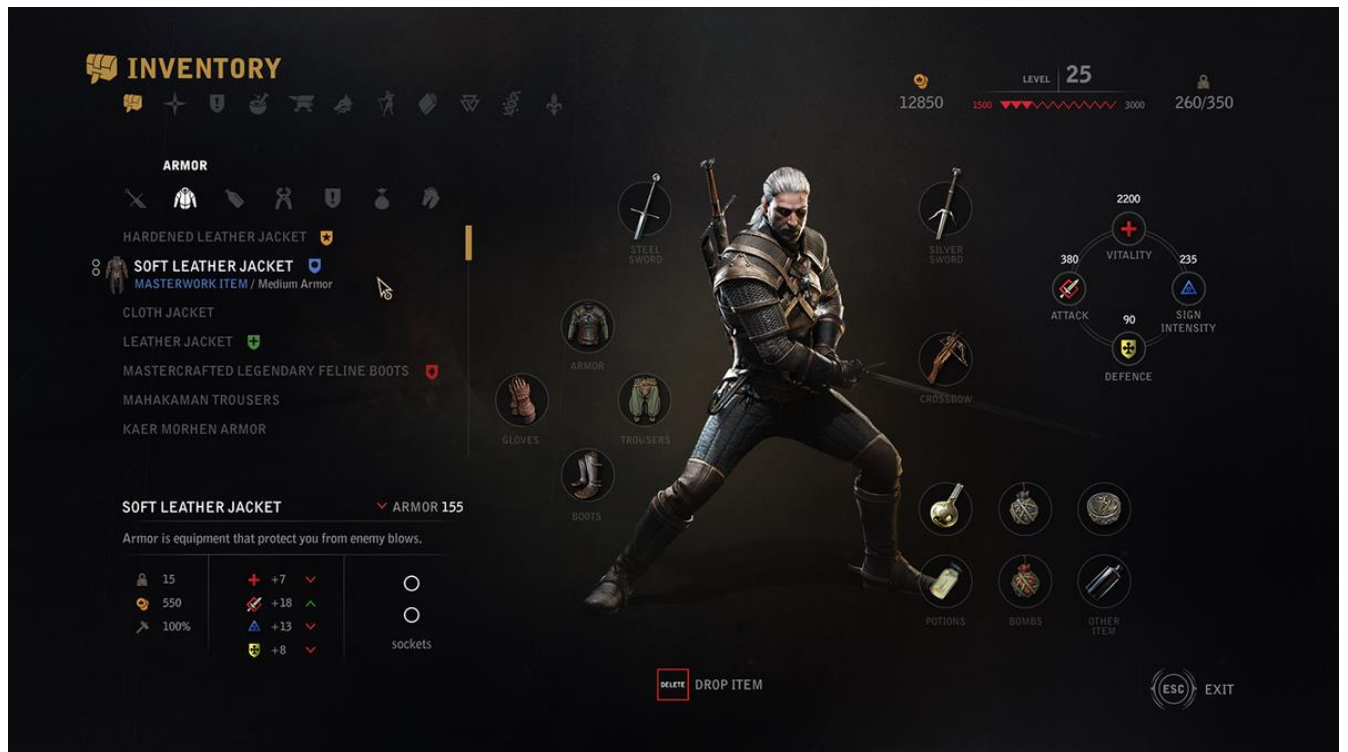 INVENTORY
LEVEL 25
12850
1500
3000
260/350
ARMOR
HARDENED LEATHER JACKET
SOFT LEATHER JACKET
MASTERWORK ITEM / Medium Armor
CLOTH JACKET
LEATHER JACKET
MASTERCRAFTED LEGENDARY FELINE BOOTS
MAHAKAMAN TROUSERS
KAER MORHEN ARMOR
SOFT LEATHER JACKET
ARMOR 155
Armor is equipment that protect you from enemy blows.
15
550
100%
+7
+18
+13
+8
sockets
STEEL
SWORD
SILVER
SWORD
ARMOR
GLOVES
TROUSERS
BOOTS
CROSSBOW
2200
VITALITY
380
ATTACK
235
SIGN
INTENSITY
90
DEFENCE
POTIONS
BOMBS
OTHER
ITEM
DELETE DROP ITEM
ESC EXIT